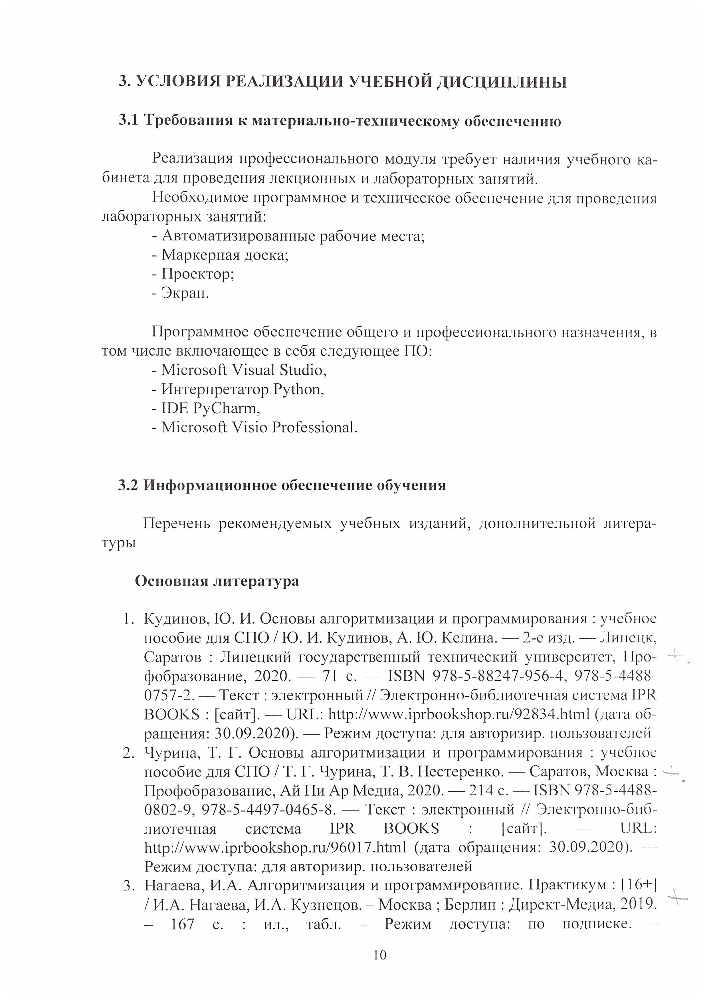 3. УСЛОВИЯ РЕАЛИЗАЦИИ УЧЕБНОЙ ДИСЦИПЛИНЫ
3.1 Требования к материально-техническому обеспечению
Реализация профессионального модуля требует наличия учебного ка-
бинета для проведения лекционных и лабораторных занятий.
Необходимое программное и техническое обеспечение для проведения
лабораторных занятий:
- Автоматизированные рабочие места;
- Маркерная доска;
- Проектор;
- Экран.
Программное обеспечение общего и профессионального назначения, в
том числе включающее в себя следующее ПО:
- Microsoft Visual Studio,
- Интерпретатор Python,
- IDE PyCharm,
- Microsoft Visio Professional.
3.2 Информационное обеспечение обучения
Перечень рекомендуемых учебных изданий, дополнительной литера-
туры
Основная литература
1. Кудинов, Ю. И. Основы алгоритмизации и программирования : учебное
пособие для СПО / Ю. И. Кудинов, А. Ю. Келина. — 2-е изд. — Липецк,
Саратов : Липецкий государственный технический университет, Про-
фобразование, 2020. — 71 с. — ISBN 978-5-88247-956-4, 978-5-4488-
0757-2. — Текст : электронный // Электронно-библиотечная система IPR
BOOKS : [сайт]. — URL: http://www.iprbookshop.ru/92834.html (дата об-
ращения: 30.09.2020). — Режим доступа: для авторизир. пользователей
2. Чурина, Т. Г. Основы алгоритмизации и программирования : учебное
пособие для СПО / Т. Г. Чурина, Т. В. Нестеренко. — Саратов, Москва :
Профобразование, Ай Пи Ар Медиа, 2020. — 214 с. — ISBN 978-5-4488-
0802-9, 978-5-4497-0465-8. — Текст : электронный // Электронно-биб-
лиотечная система IPR BOOKS : [сайт]. — URL:
http://www.iprbookshop.ru/96017.html (дата обращения: 30.09.2020). —
Режим доступа: для авторизир. пользователей
3. Нагаева, И.А. Алгоритмизация и программирование. Практикум : [16+]
/ И.А. Нагаева, И.А. Кузнецов. – Москва ; Берлин : Директ-Медиа, 2019.
– 167 с. : ил., табл. – Режим доступа: по подписке. –
10